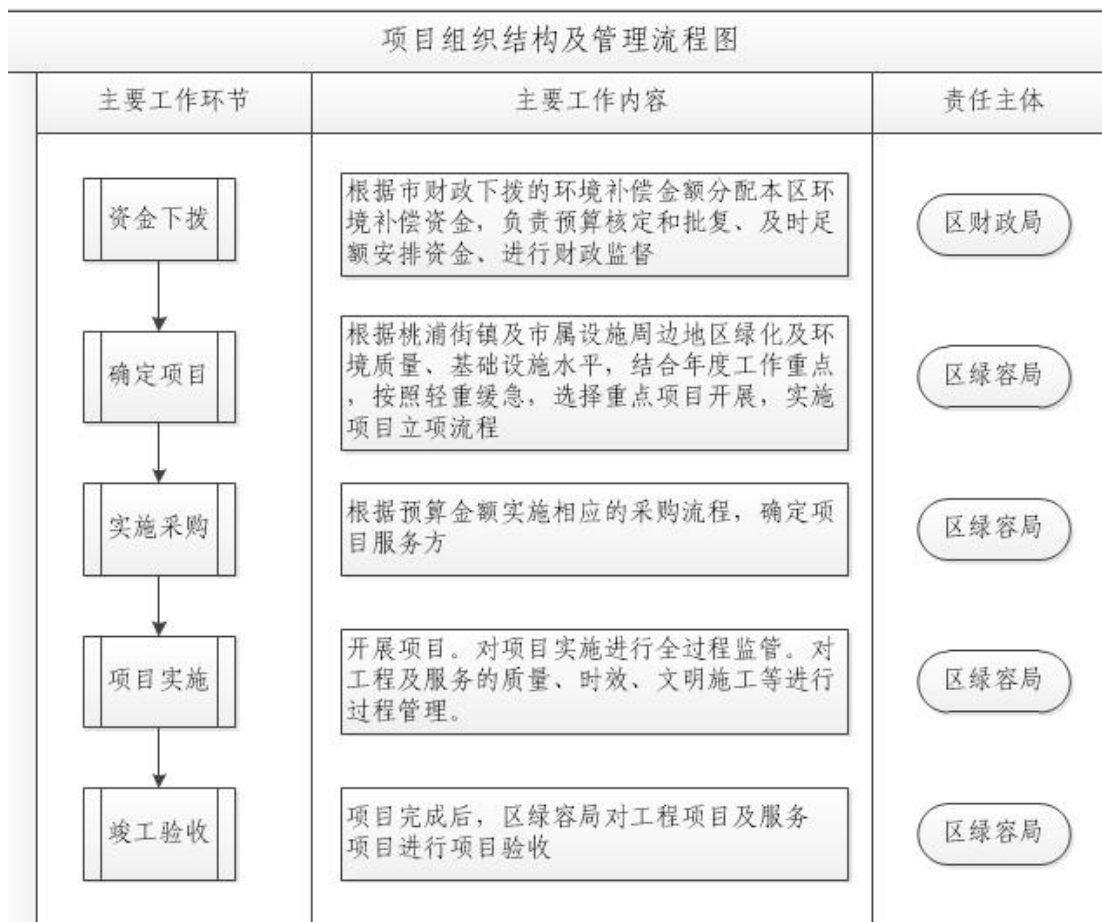 项目组织结构及管理流程图
主要工作环节
主要工作内容
责任主体
资金下拨
根据市财政下拨的环境补偿金额分配本区环
境补偿资金，负责预算核定和批复、及时足
额安排资金、进行财政监督
区财政局
确定项目
根据桃浦街镇及市属设施周边地区绿化及环
境质量、基础设施水平，结合年度工作重点
，按照轻重缓急，选择重点项目开展，实施
项目立项流程
区绿容局
实施采购
根据预算金额实施相应的采购流程，确定项
目服务方
区绿容局
项目实施
开展项目。对项目实施进行全过程监管。对
工程及服务的质量、时效、文明施工等进行
过程管理。
区绿容局
竣工验收
项目完成后，区绿容局对工程项目及服务
项目进行项目验收
区绿容局